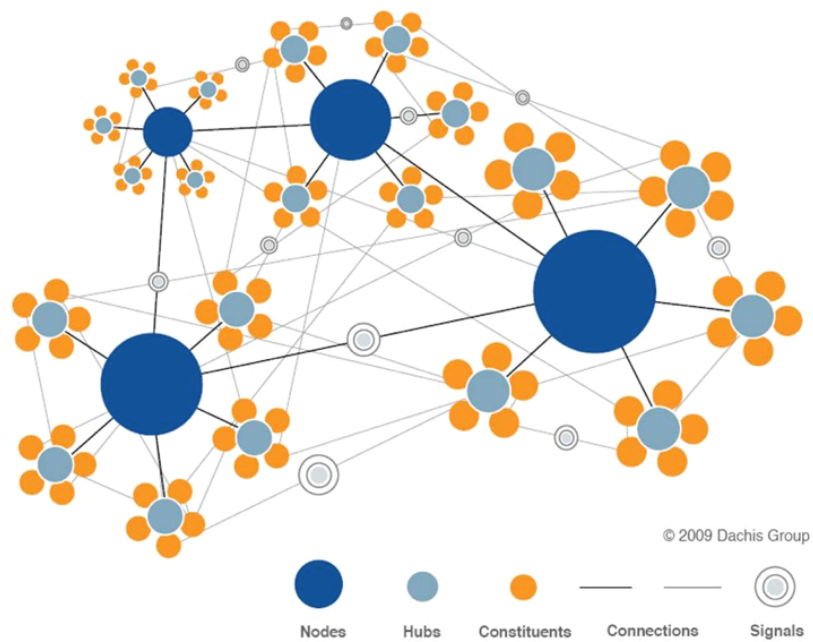 © 2009 Dachis Group
Nodes Hubs Constituents Connections Signals